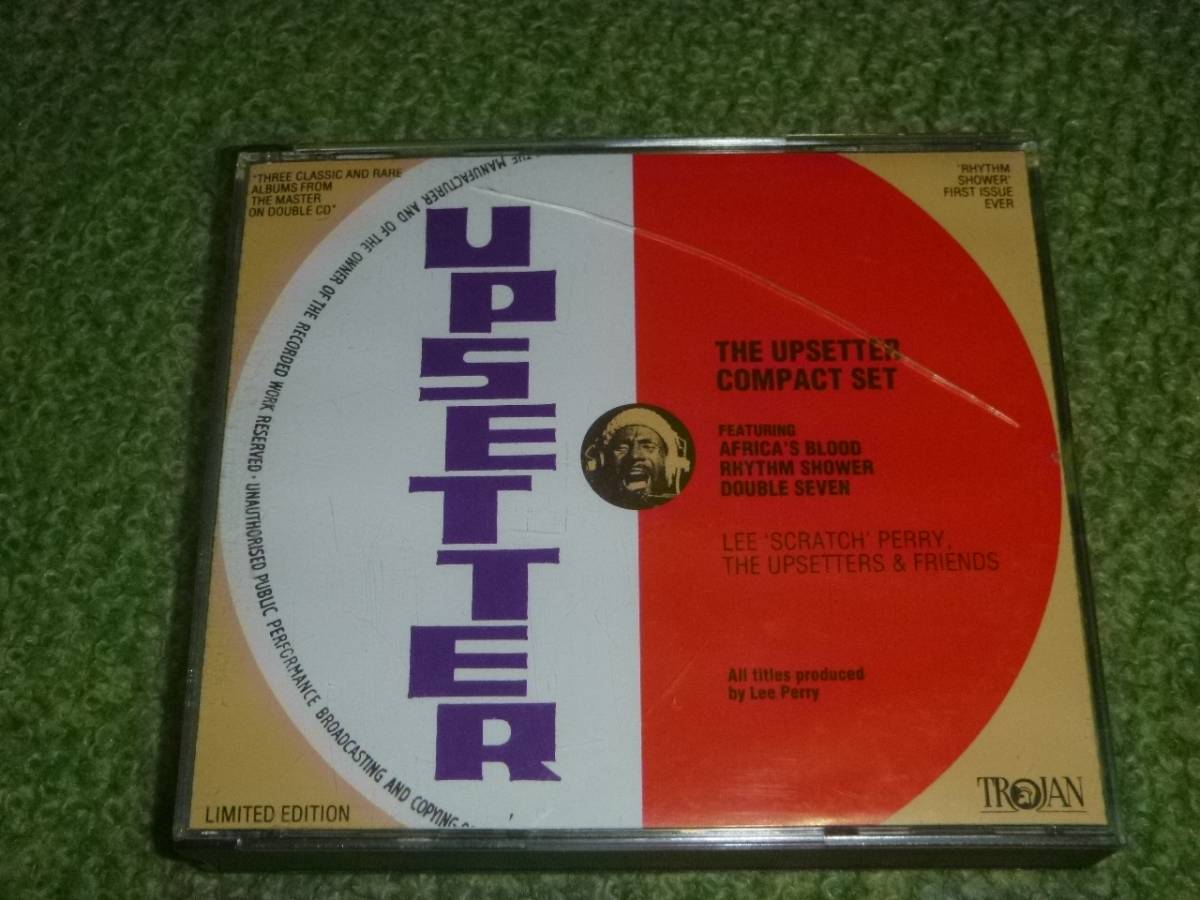 "THREE CLASSIC AND RARE
ALBUMS FROM
THE MASTER
ON DOUBLE CD"
'RHYTHM
SHOWER'
FIRST ISSUE
EVER
THE MANUFACTURER AND OF THE OWNER OF THE RECORDED WORK RESERVED · UNAUTHORISED PUBLIC PERFORMANCE BROADCASTING AND COPYING
UPSETTER
THE UPSETTER
COMPACT SET
FEATURING
AFRICA'S BLOOD
RHYTHM SHOWER
DOUBLE SEVEN
LEE 'SCRATCH' PERRY,
THE UPSETTERS & FRIENDS
All titles produced
by Lee Perry
LIMITED EDITION
TROJAN